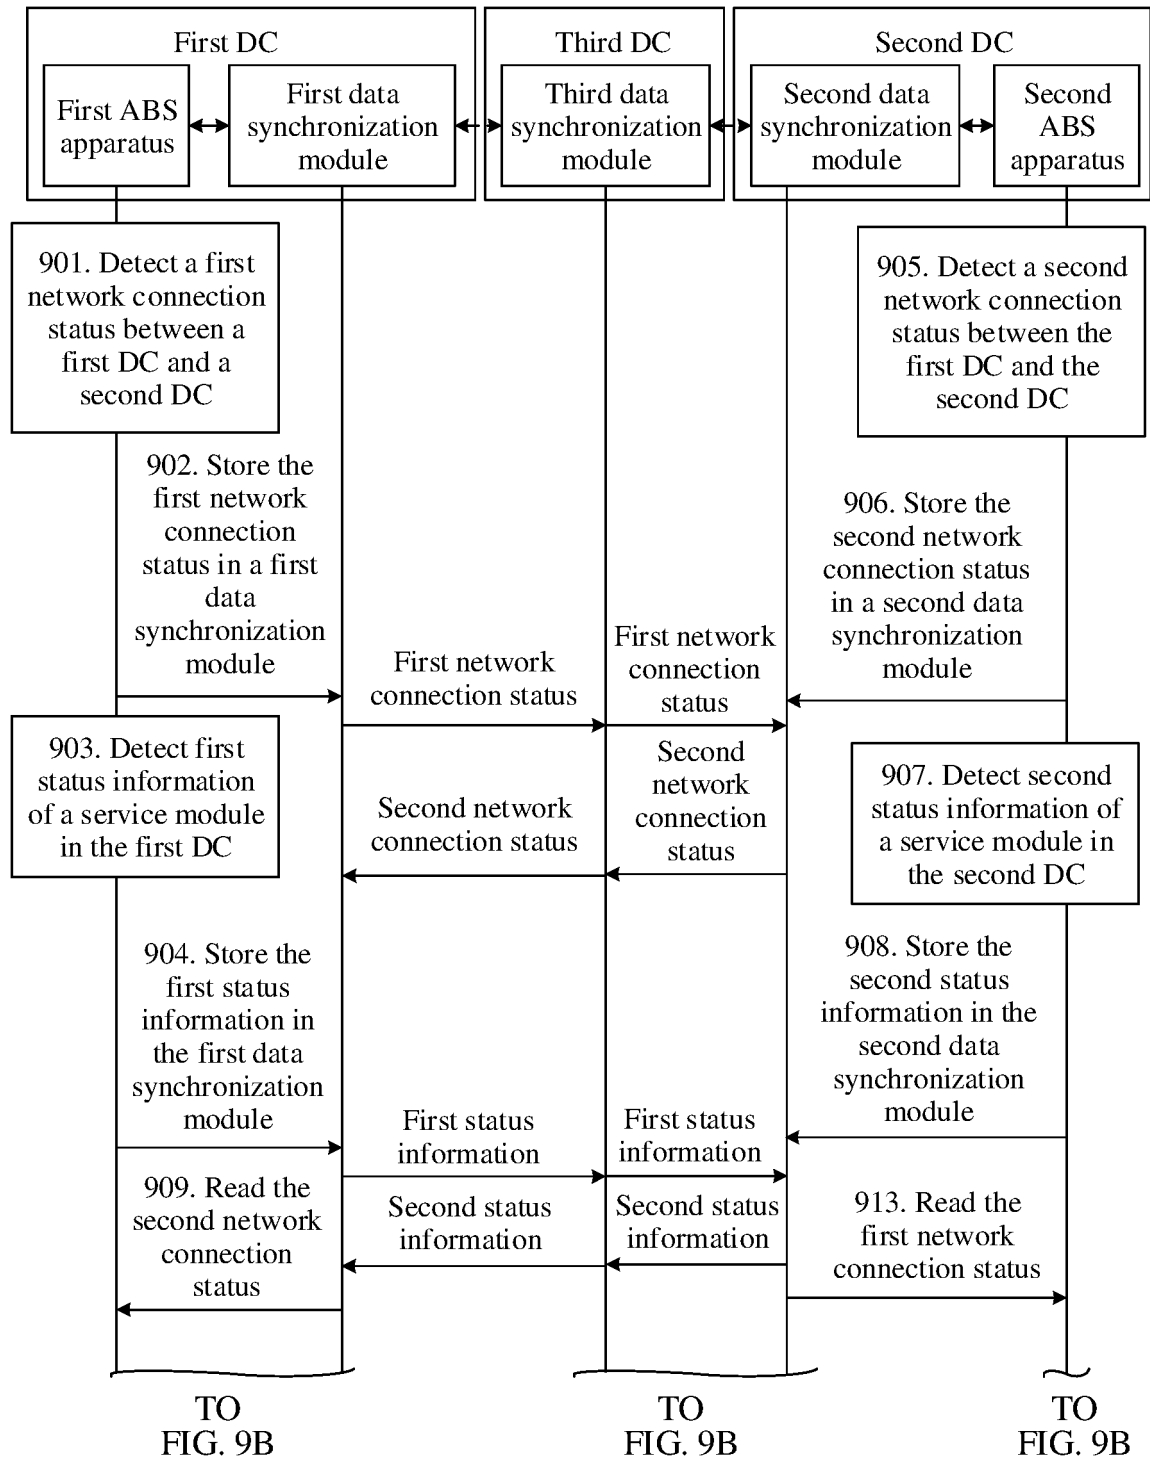 First DC
Third DC
Second DC
First ABS
apparatus
First data
synchronization
module
Third data
synchronization
module
Second data
synchronization
module
Second
ABS
apparatus
901. Detect a first
network connection
status between a
first DC and a
second DC
905. Detect a second
network connection
status between the
first DC and the
second DC
902. Store the
first network
connection
status in a first
data
synchronization
module
906. Store the
second network
connection status
in a second data
synchronization
module
First network
connection status
First network
connection
status
903. Detect first
status information
of a service module
in the first DC
Second network
connection status
Second
network
connection
status
907. Detect second
status information of
a service module in
the second DC
904. Store the
first status
information in
the first data
synchronization
module
908. Store the
second status
information in the
second data
synchronization
module
First status
information
First status
information
909. Read the
second network
connection
status
Second status
information
Second status
information
913. Read the
first network
connection status
TO
FIG. 9B
TO
FIG. 9B
TO
FIG. 9B